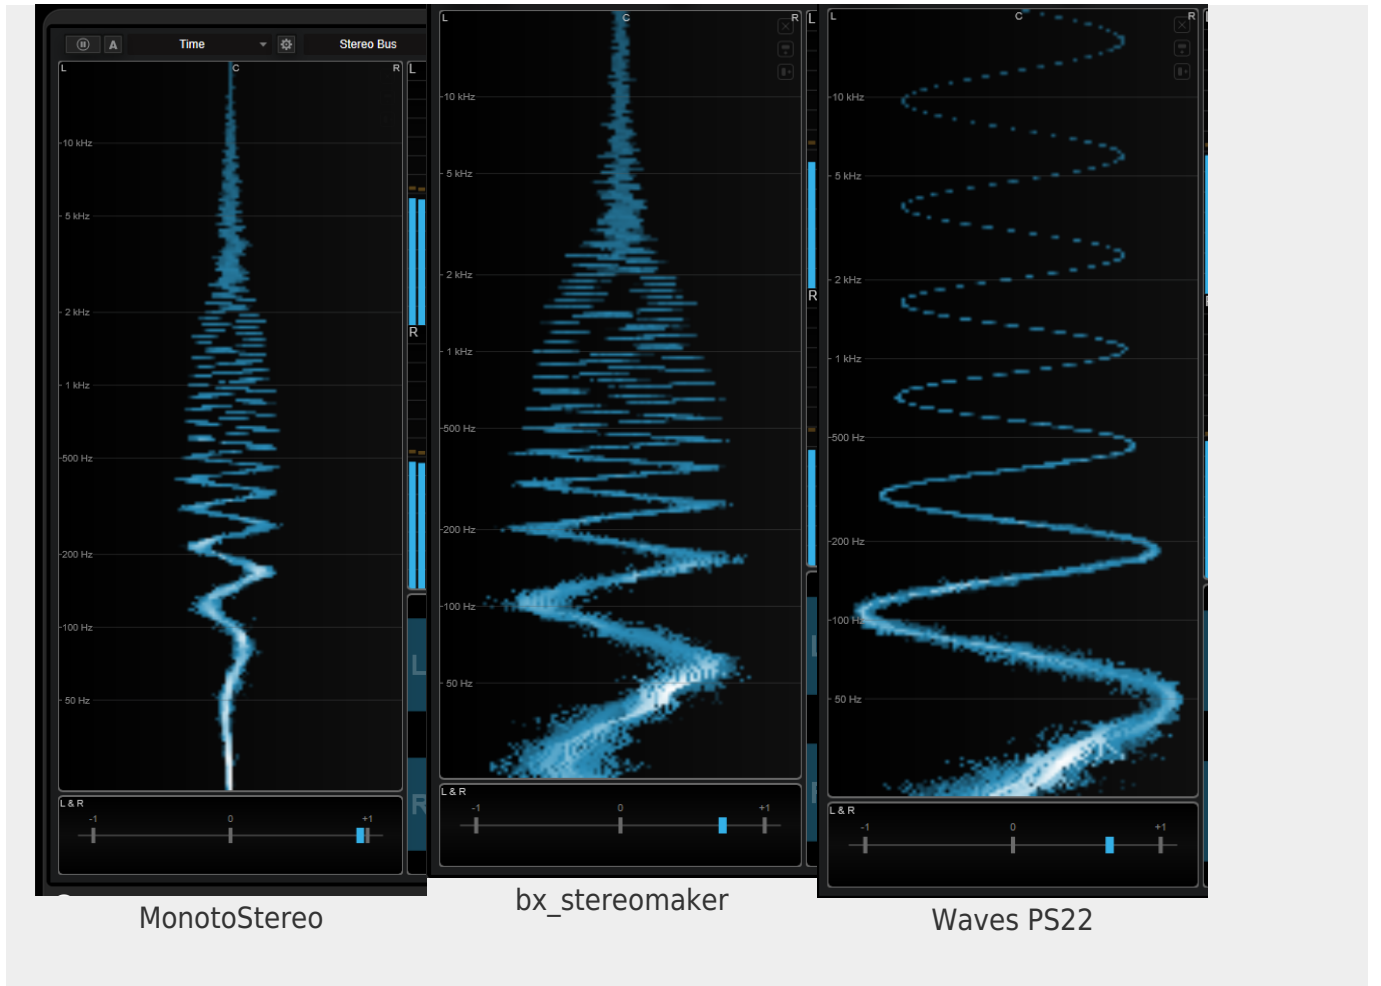 A Time Stereo Bus
L C R L
10 kHz
5 kHz
2 kHz
R
1 kHz
500 Hz
200 Hz
100 Hz
L
50 Hz
R
L & R
-1 0 +1
MonotoStereo
L C R L
10 kHz
5 kHz
2 kHz
R
1 kHz
500 Hz
200 Hz
100 Hz
50 Hz
L & R
-1 0 +1
bx_stereomaker
L C R
10 kHz
5 kHz
2 kHz
1 kHz
500 Hz
200 Hz
100 Hz
50 Hz
L & R
-1 0 +1
Waves PS22